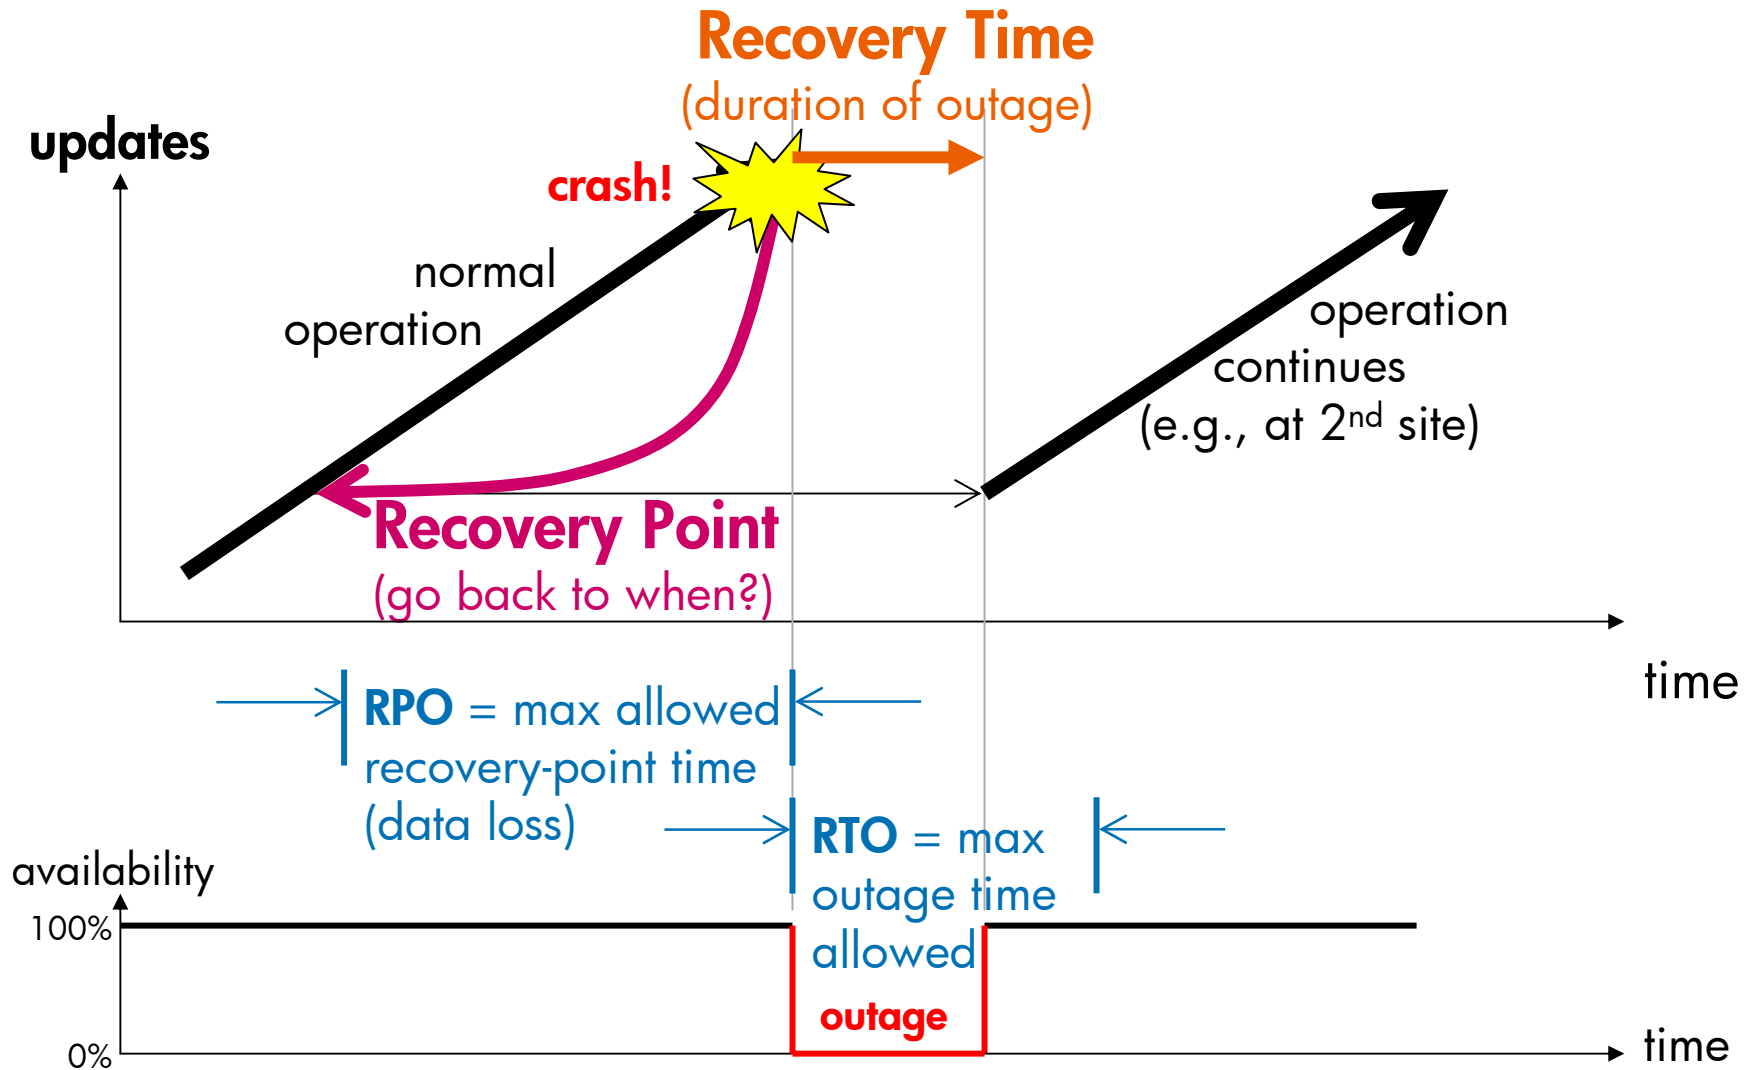 Recovery Time
(duration of outage)
updates
crash!
normal
operation
operation
continues
(e.g., at 2nd site)
Recovery Point
(go back to when?)
time
RPO = max allowed
recovery-point time
(data loss)
RTO = max
outage time
allowed
availability
100%
outage
0%
time